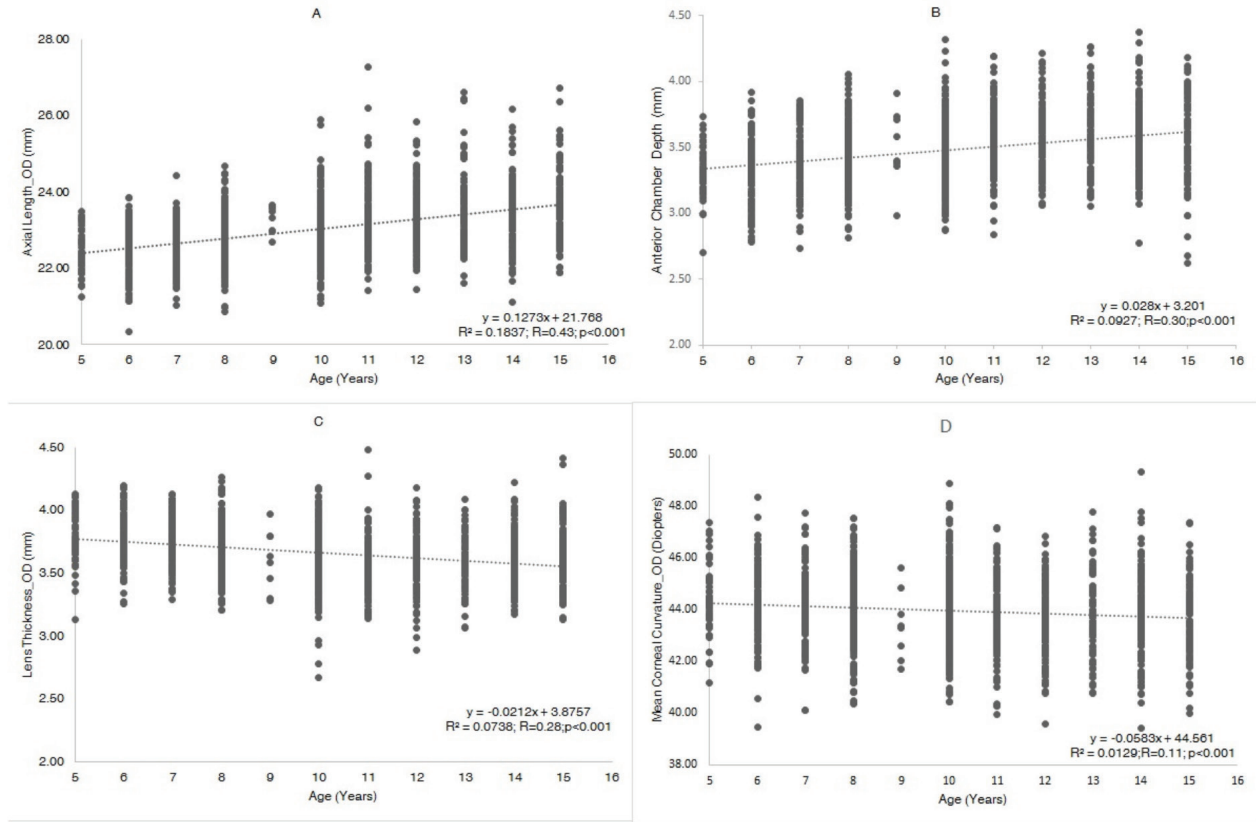 A
28.00
26.00
24.00
22.00
20.00
Axial Length_OD (mm)
y = 0.1273x + 21.768
R² = 0.1837; R=0.43; p<0.001
5 6 7 8 9 10 11 12 13 14 15 16
Age (Years)
B
4.50
4.00
3.50
3.00
2.50
2.00
Anterior Chamber Depth (mm)
y = 0.028x + 3.201
R² = 0.0927; R=0.30;p<0.001
5 6 7 8 9 10 11 12 13 14 15 16
Age (Years)
C
4.50
4.00
3.50
3.00
2.50
2.00
Lens Thickness_OD (mm)
y = -0.0212x + 3.8757
R² = 0.0738; R=0.28;p<0.001
5 6 7 8 9 10 11 12 13 14 15 16
Age (Years)
D
50.00
48.00
46.00
44.00
42.00
40.00
38.00
Mean Corneal Curvature_OD (Diopters)
y = -0.0583x + 44.561
R² = 0.0129;R=0.11; p<0.001
5 6 7 8 9 10 11 12 13 14 15 16
Age (Years)